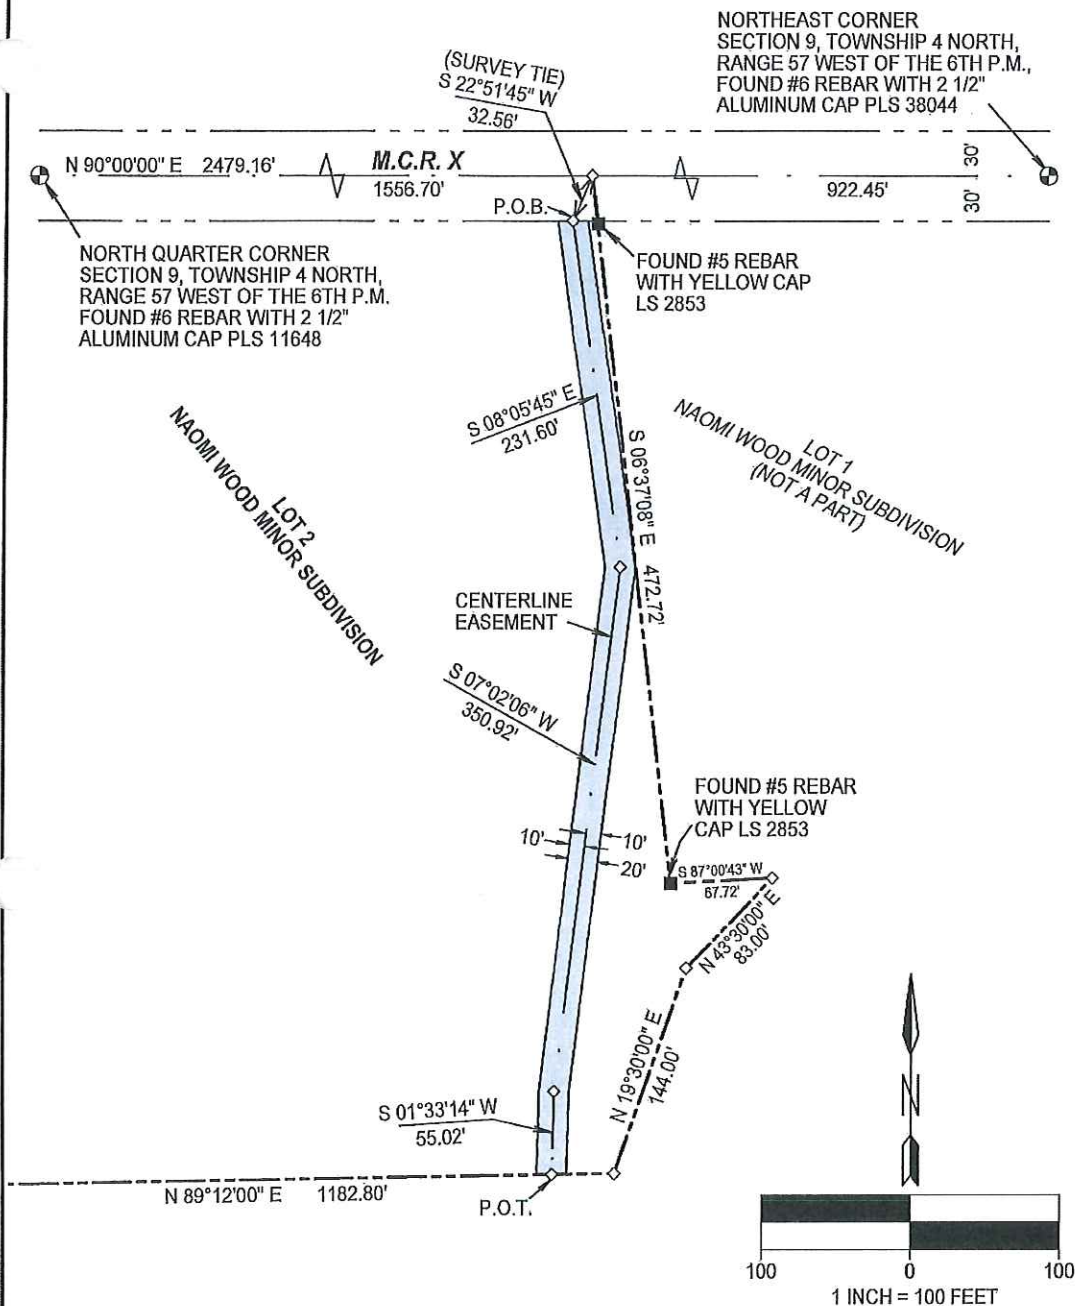 NORTHEAST CORNER
SECTION 9, TOWNSHIP 4 NORTH,
RANGE 57 WEST OF THE 6TH P.M.,
FOUND #6 REBAR WITH 2 1/2"
ALUMINUM CAP PLS 38044
(SURVEY TIE)
S 22°51'45" W
32.56'
N 90°00'00" E 2479.16'
M.C.R. X
1556.70'
922.45'
30'
30'
P.O.B.
NORTH QUARTER CORNER
SECTION 9, TOWNSHIP 4 NORTH,
RANGE 57 WEST OF THE 6TH P.M.
FOUND #6 REBAR WITH 2 1/2"
ALUMINUM CAP PLS 11648
FOUND #5 REBAR
WITH YELLOW CAP
LS 2853
S 08°05'45" E
231.60'
S 06°37'08" E 472.72'
LOT 1
NAOMI WOOD MINOR SUBDIVISION
(NOT A PART)
LOT 2
NAOMI WOOD MINOR SUBDIVISION
CENTERLINE
EASEMENT
S 07°02'06" W
350.92'
FOUND #5 REBAR
WITH YELLOW
CAP LS 2853
10'
10'
20'
S 87°00'43" W
67.72'
N 43°30'00" E
83.00'
N 19°30'00" E
144.00'
S 01°33'14" W
55.02'
N 89°12'00" E 1182.80'
P.O.T.
N
100 0 100
1 INCH = 100 FEET